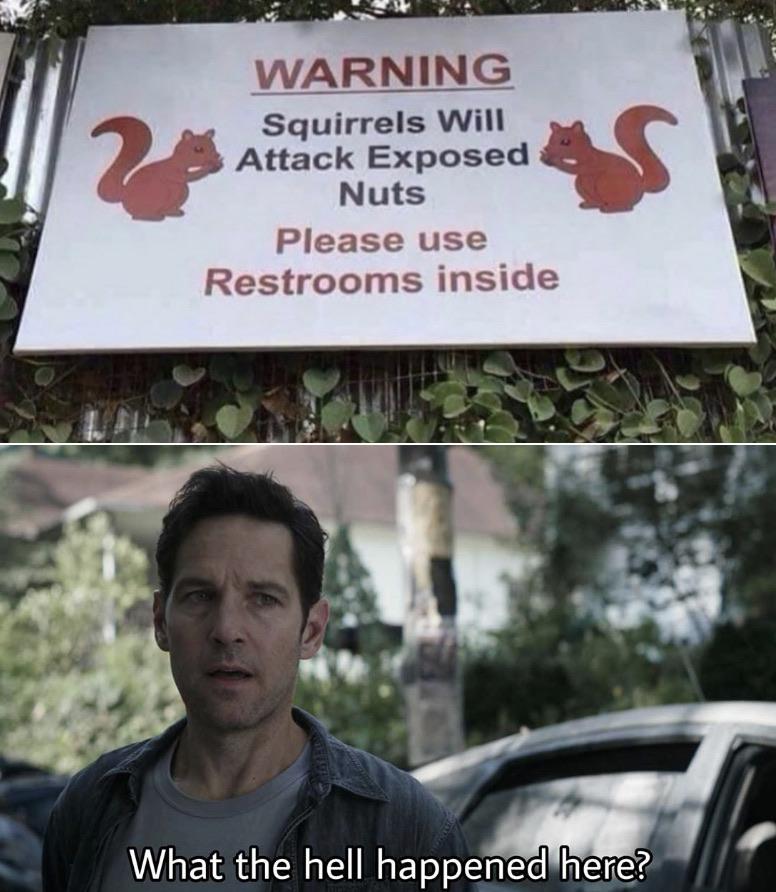 WARNING
Squirrels Will
Attack Exposed
Nuts
Please use
Restrooms inside
What the hell happened here?